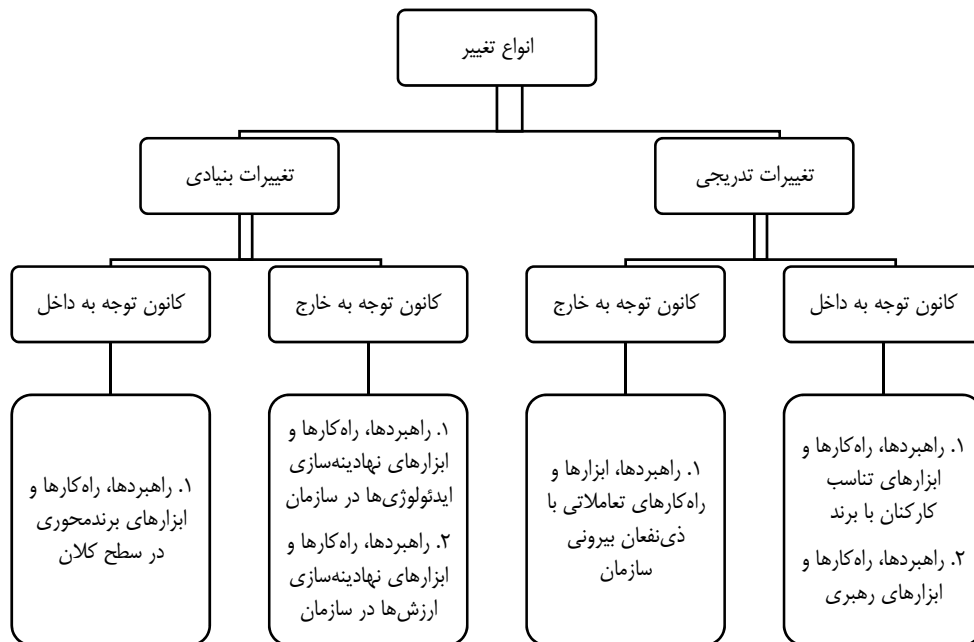 انواع تغییر
تغییرات تدریجی
تغییرات بنیادی
کانون توجه به داخل
کانون توجه به خارج
کانون توجه به خارج
کانون توجه به داخل
۱. راهبردها، راه‌کارها و
ابزارهای تناسب
کارکنان با برند
۲. راهبردها، راه‌کارها و
ابزارهای رهبری
۱. راهبردها، ابزارها و
راه‌کارهای تعاملاتی با
ذی‌نفعان بیرونی
سازمان
۱. راهبردها، راه‌کارها و
ابزارهای نهادینه‌سازی
ایدئولوژی‌ها در سازمان
۲. راهبردها، راه‌کارها و
ابزارهای نهادینه‌سازی
ارزش‌ها در سازمان
۱. راهبردها، راه‌کارها و
ابزارهای برندمحوری
در سطح کلان